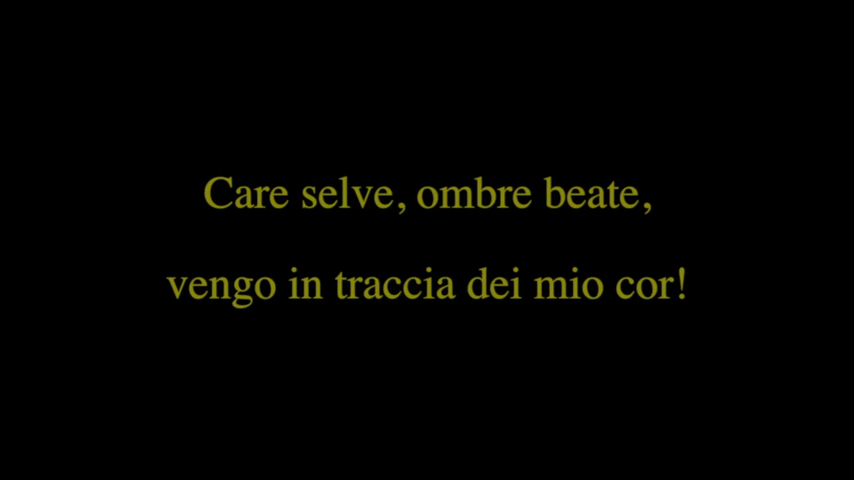 Care selve, ombre beate,
vengo in traccia dei mio cor!